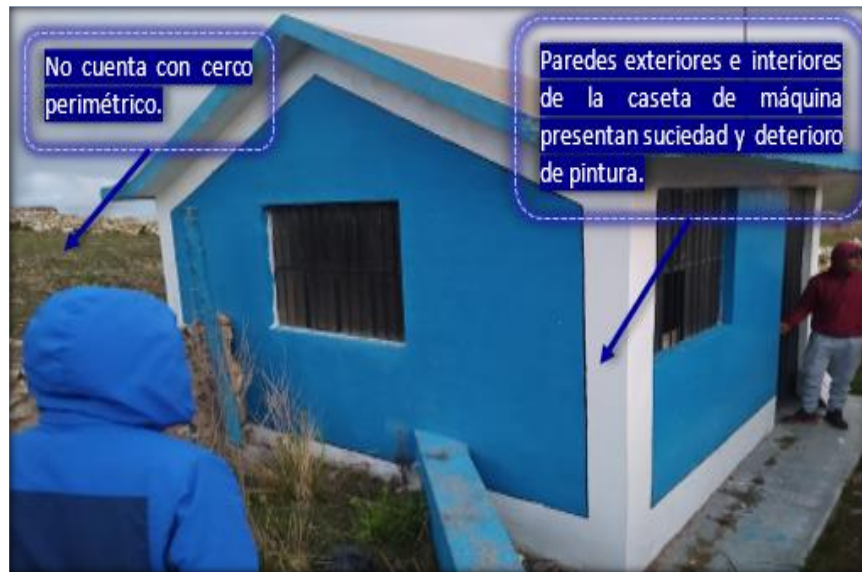 No cuenta con cerco
perimétrico.
Paredes exteriores e interiores
de la caseta de máquina
presentan suciedad y deterioro
de pintura.